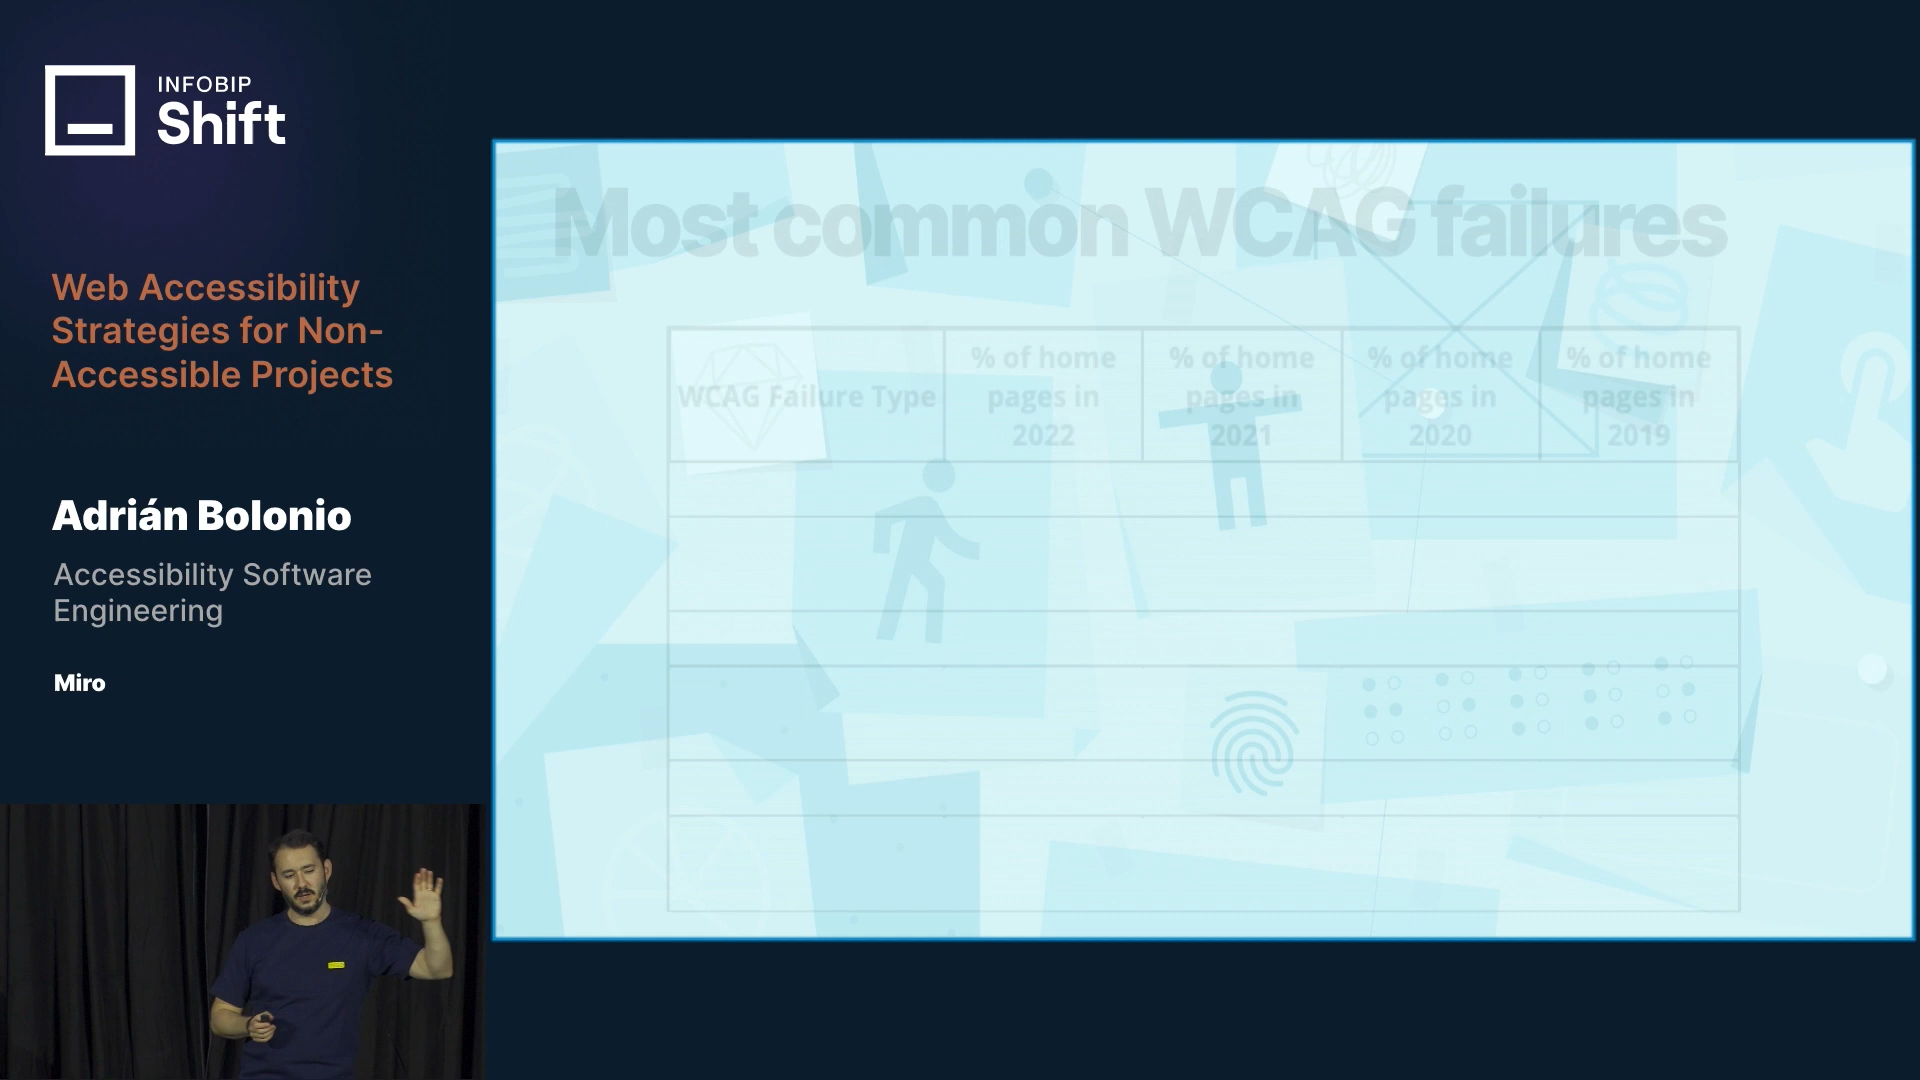 INFOBIP
Shift
Web Accessibility
Strategies for Non-
Accessible Projects
Adrián Bolonio
Accessibility Software
Engineering
Miro
Most common WCAG failures
WCAG Failure Type
% of home
pages in
2022
% of home
pages in
2021
% of home
pages in
2020
% of home
pages in
2019